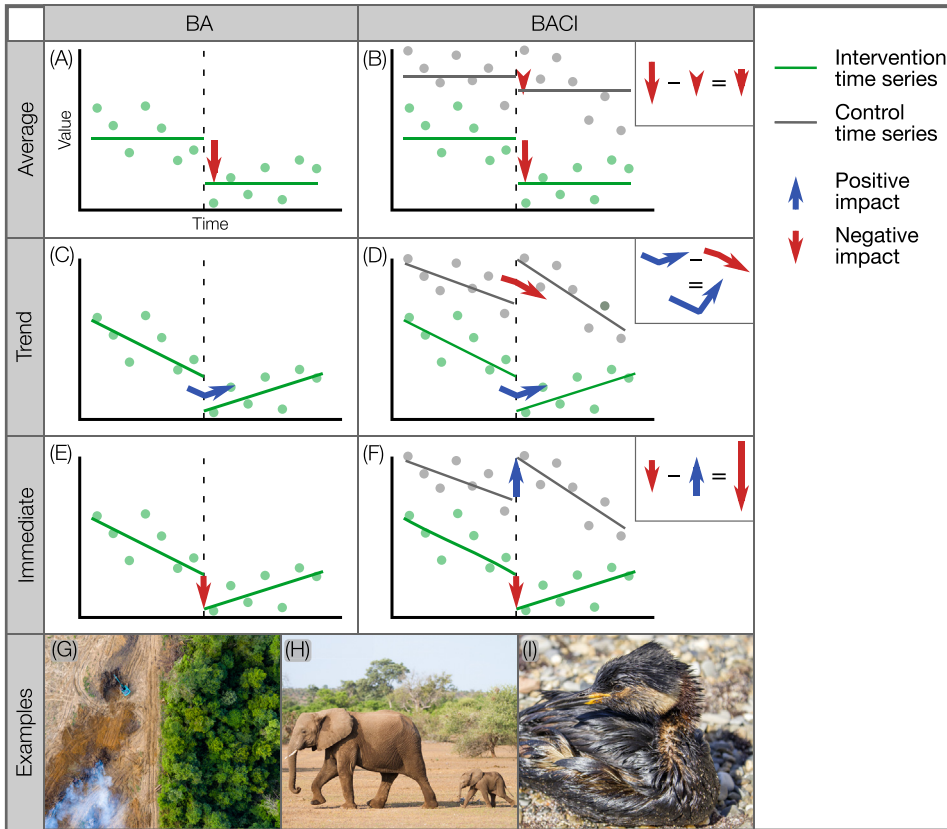 BA
BACI
Average
(A)
Value
Time
(B)
– =
Intervention
time series
Control
time series
Positive
impact
Negative
impact
Trend
(C)
(D)
–
=
Immediate
(E)
(F)
– =
Examples
(G)
(H)
(I)